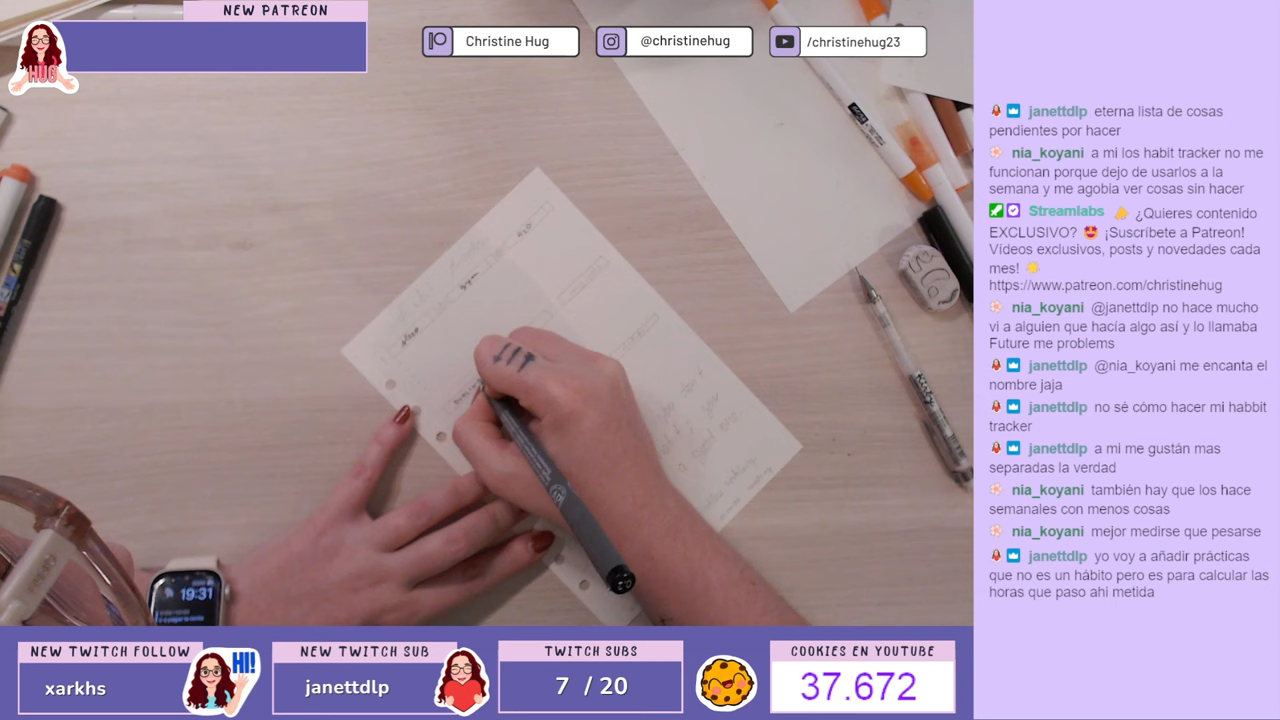 NEW PATREON
HUG
Christine Hug
@christinehug
/christinehug23
janettdlp eterna lista de cosas
pendientes por hacer
nia_koyani a mi los habit tracker no me
funcionan porque dejo de usarlos a la
semana y me agobia ver cosas sin hacer
Streamlabs 👉 ¿Quieres contenido
EXCLUSIVO? 🤩 ¡Suscríbete a Patreon!
Vídeos exclusivos, posts y novedades cada
mes! ☀️
https://www.patreon.com/christinehug
nia_koyani @janettdlp no hace mucho
vi a alguien que hacía algo así y lo llamaba
Future me problems
janettdlp @nia_koyani me encanta el
nombre jaja
janettdlp no sé cómo hacer mi habbit
tracker
janettdlp a mi me gustán mas
separadas la verdad
nia_koyani también hay que los hace
semanales con menos cosas
nia_koyani mejor medirse que pesarse
janettdlp yo voy a añadir prácticas
que no es un hábito pero es para calcular las
horas que paso ahi metida
19:31
NEW TWITCH FOLLOW
xarkhs
HI!
NEW TWITCH SUB
janettdlp
TWITCH SUBS
7 / 20
COOKIES EN YOUTUBE
37.672